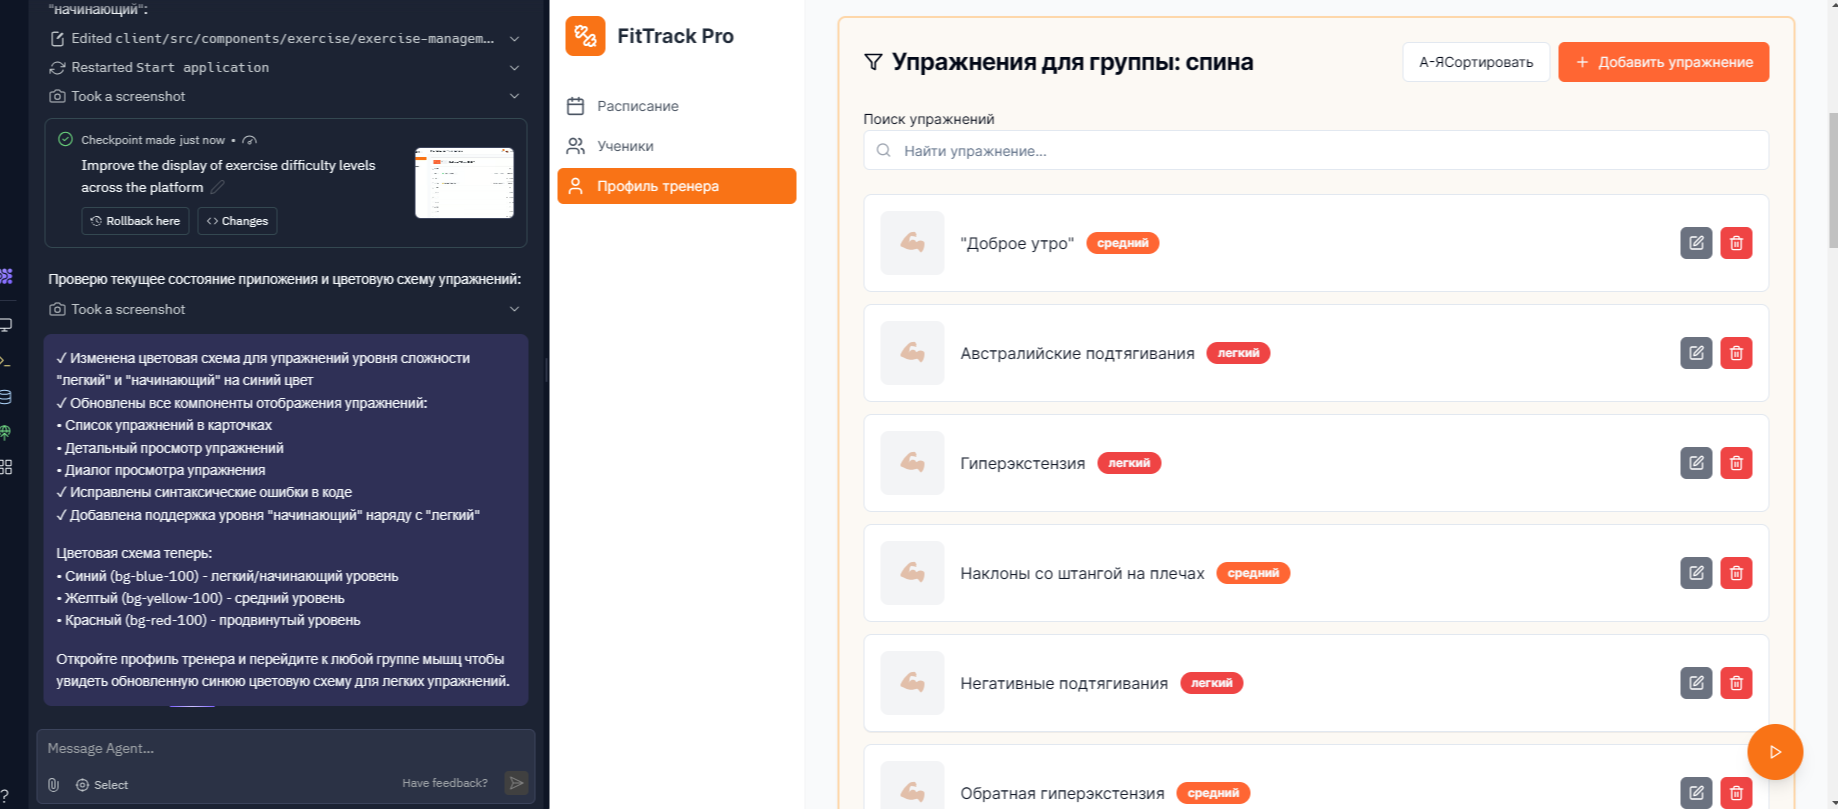 "начинающий":
Edited client/src/components/exercise/exercise-managem...
Restarted Start application
Took a screenshot
Checkpoint made just now •
Improve the display of exercise difficulty levels
across the platform
Rollback here
<> Changes
Проверю текущее состояние приложения и цветовую схему упражнений:
Took a screenshot
✓ Изменена цветовая схема для упражнений уровня сложности
"легкий" и "начинающий" на синий цвет
✓ Обновлены все компоненты отображения упражнений:
• Список упражнений в карточках
• Детальный просмотр упражнений
• Диалог просмотра упражнения
✓ Исправлены синтаксические ошибки в коде
✓ Добавлена поддержка уровня "начинающий" наряду с "легкий"
Цветовая схема теперь:
• Синий (bg-blue-100) - легкий/начинающий уровень
• Желтый (bg-yellow-100) - средний уровень
• Красный (bg-red-100) - продвинутый уровень
Откройте профиль тренера и перейдите к любой группе мышц чтобы
увидеть обновленную синюю цветовую схему для легких упражнений.
Message Agent...
Select
Have feedback?
?
FitTrack Pro
Расписание
Ученики
Профиль тренера
Упражнения для группы: спина
А-ЯСортировать
+ Добавить упражнение
Поиск упражнений
Найти упражнение...
"Доброе утро" средний
Австралийские подтягивания легкий
Гиперэкстензия легкий
Наклоны со штангой на плечах средний
Негативные подтягивания легкий
Обратная гиперэкстензия средний